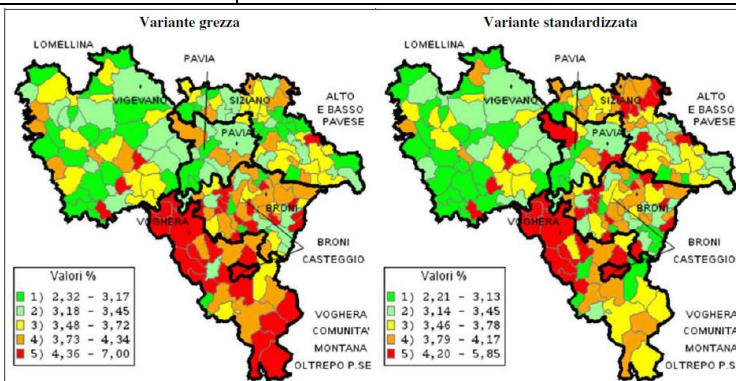 Variante grezza
LOMELLINA
PAVIA
VIGEVANO
SIZIANO
ALTO
E BASSO
PAVESE
PAVIA
VOGHERA
BRONI
BRONI
CASTEGGIO
Valori %
1) 2,32 - 3,17
2) 3,18 - 3,45
3) 3,48 - 3,72
4) 3,73 - 4,34
5) 4,36 - 7,00
VOGHERA
COMUNITA'
MONTANA
OLTREPO P.SE
Variante standardizzata
LOMELLINA
PAVIA
VIGEVANO
SIZIANO
ALTO
E BASSO
PAVESE
PAVIA
VOGHERA
BRONI
BRONI
CASTEGGIO
Valori %
1) 2,21 - 3,13
2) 3,14 - 3,45
3) 3,46 - 3,78
4) 3,79 - 4,17
5) 4,20 - 5,85
VOGHERA
COMUNITA'
MONTANA
OLTREPO P.SE